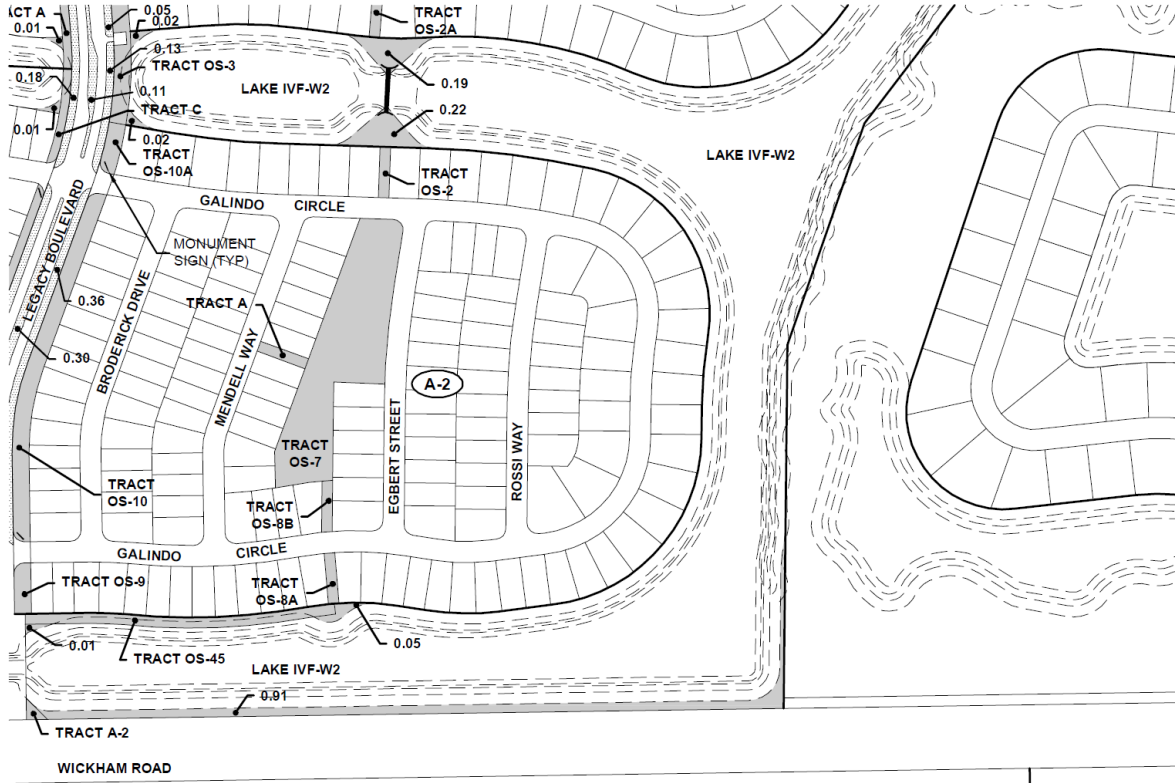 ACT A
0.01
0.05
0.02
TRACT
OS-2A
0.13
TRACT OS-3
0.18
LAKE IVF-W2
0.19
0.11
0.22
0.01
TRACT C
0.02
TRACT
OS-10A
LAKE IVF-W2
TRACT
OS-2
GALINDO CIRCLE
LEGACY BOULEVARD
MONUMENT
SIGN (TYP)
0.36
BRODERICK DRIVE
TRACT A
0.30
MENDELL WAY
A-2
EGBERT STREET
ROSSI WAY
TRACT
OS-7
TRACT
OS-10
TRACT
OS-8B
GALINDO CIRCLE
TRACT OS-9
TRACT
OS-8A
0.01
TRACT OS-45
0.05
LAKE IVF-W2
0.91
TRACT A-2
WICKHAM ROAD